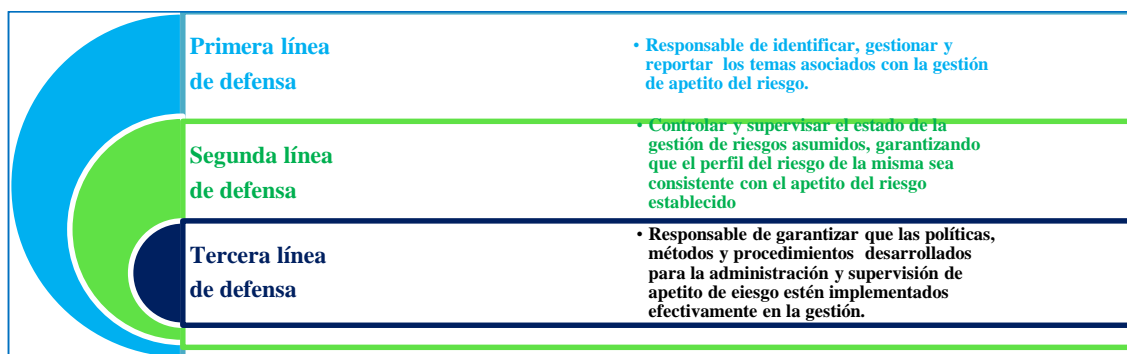 Primera línea
de defensa
• Responsable de identificar, gestionar y
reportar los temas asociados con la gestión
de apetito del riesgo.
Segunda línea
de defensa
• Controlar y supervisar el estado de la
gestión de riesgos asumidos, garantizando
que el perfil del riesgo de la misma sea
consistente con el apetito del riesgo
establecido
Tercera línea
de defensa
• Responsable de garantizar que las políticas,
métodos y procedimientos desarrollados
para la administración y supervisión de
apetito de eiesgo estén implementados
efectivamente en la gestión.